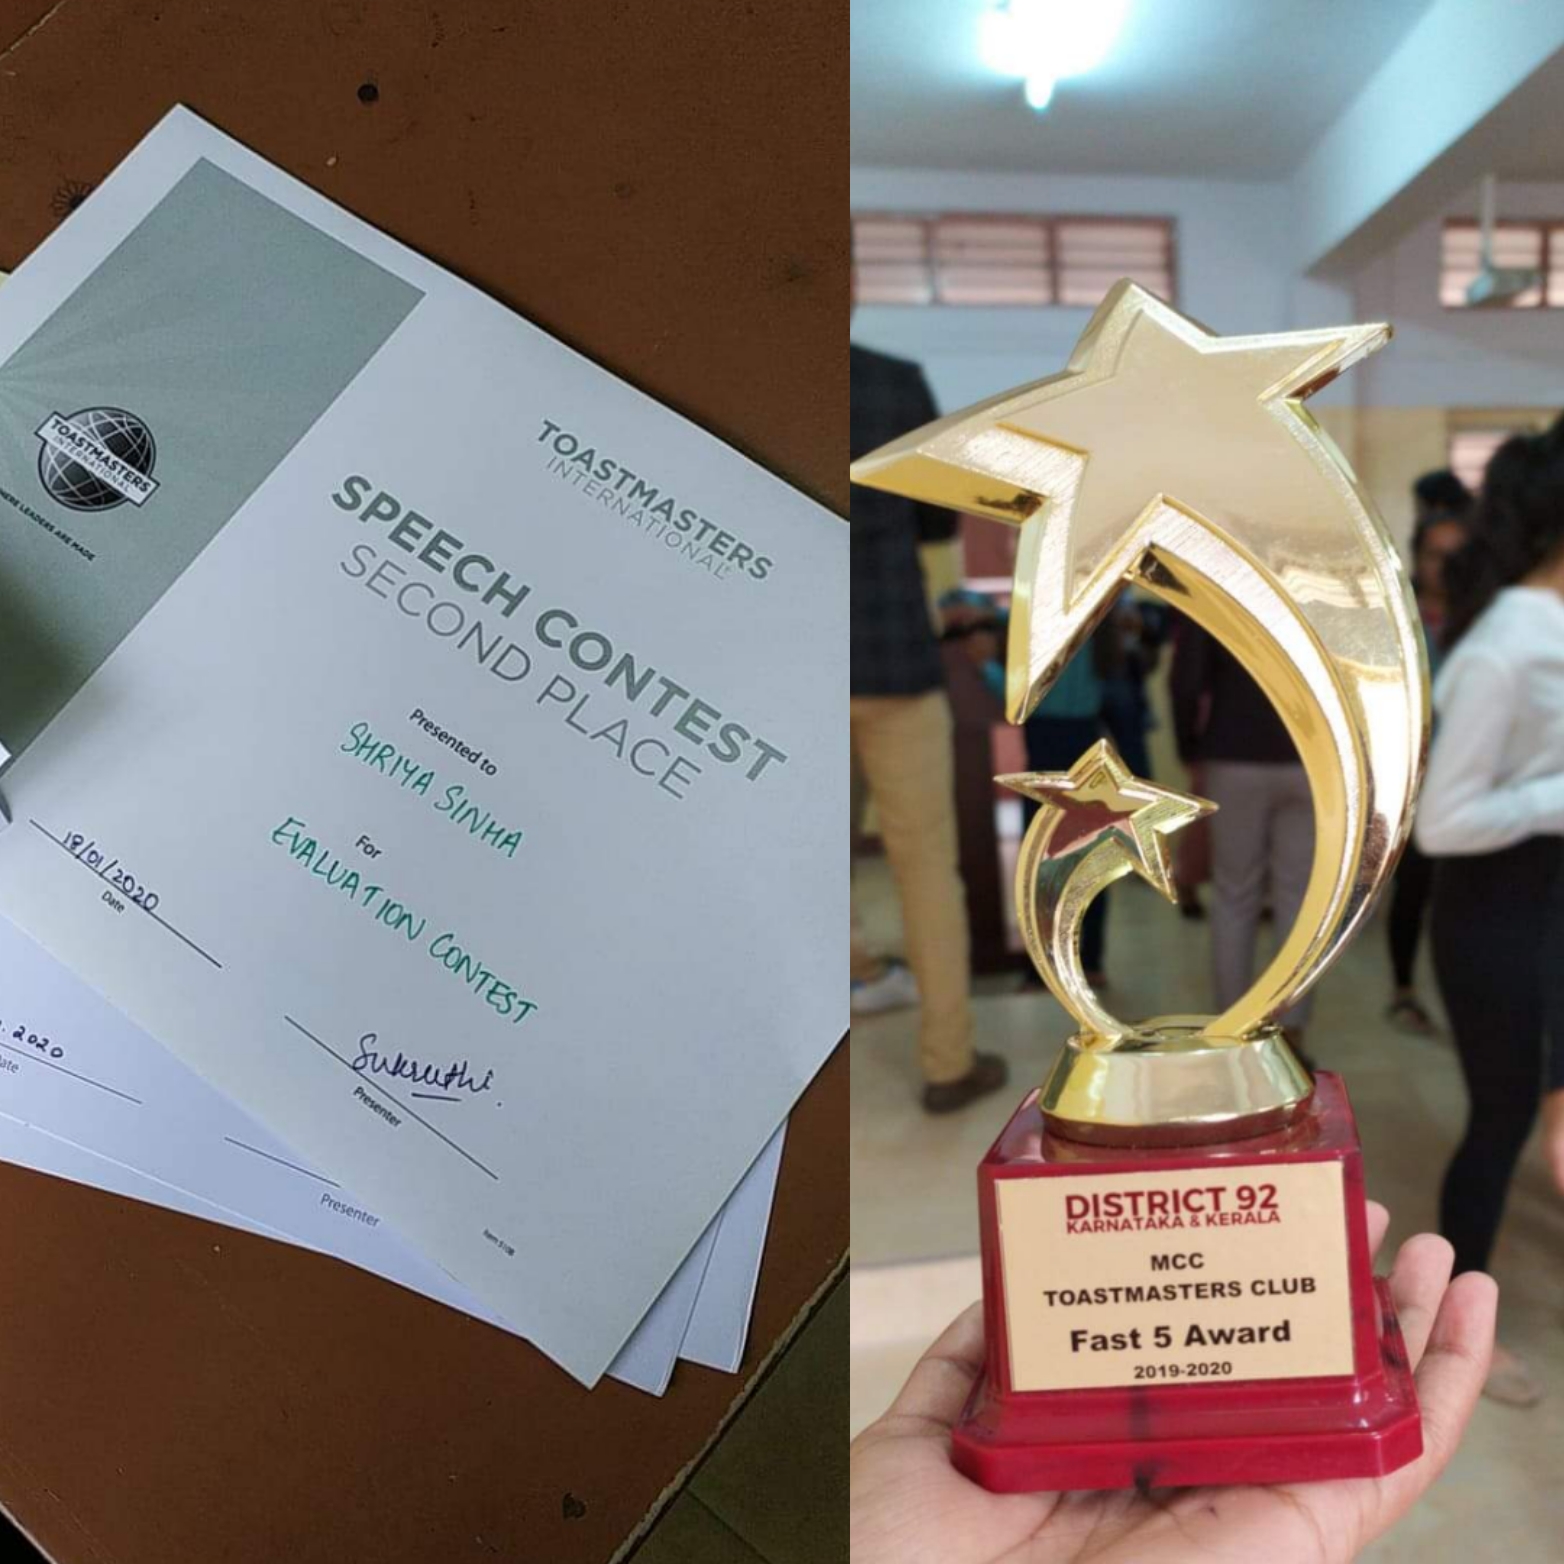 TOASTMASTERS
INTERNATIONAL
WHERE LEADERS ARE MADE
TOASTMASTERS
INTERNATIONAL
SPEECH CONTEST
SECOND PLACE
Presented to
SHRIYA SINHA
For
EVALUATION CONTEST
18/01/2020
Date
Sukruthi.
Presenter
Item 510B
2020
Presenter
DISTRICT 92
KARNATAKA & KERALA
MCC
TOASTMASTERS CLUB
Fast 5 Award
2019-2020